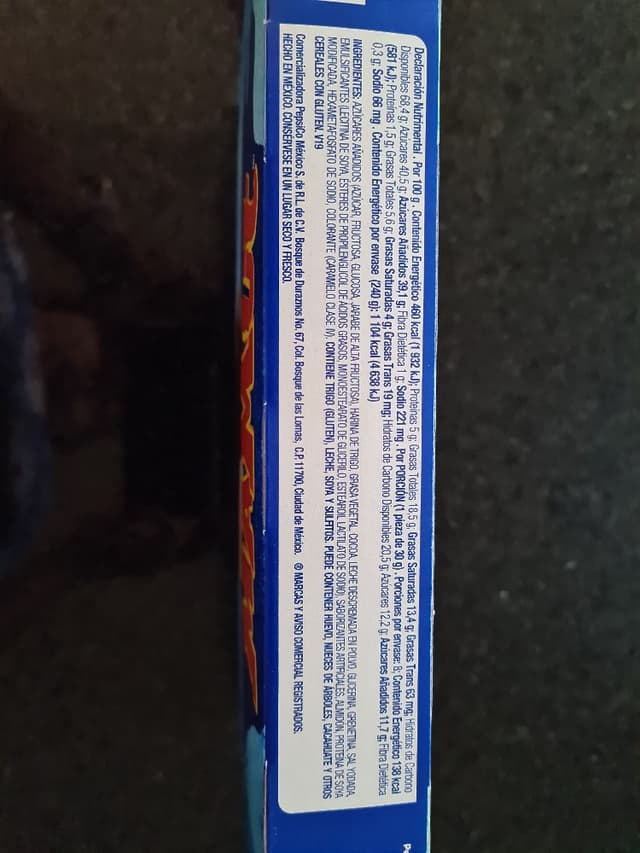 Declaración Nutrimental . Por 100 g . Contenido Energético 460 kcal (1 932 kJ); Proteínas 5 g; Grasas Totales 18,5 g; Grasas Saturadas 13,4 g; Grasas Trans 63 mg; Hidratos de Carbono
Disponibles 68,4 g; Azúcares 40,5 g; Azúcares Añadidos 39,1 g; Fibra Dietética 1 g; Sodio 221 mg . Por PORCIÓN (1 pieza de 30 g) . Porciones por envase: 8; Contenido Energético 138 kcal
(581 kJ); Proteínas 1,5 g; Grasas Totales 5,6 g; Grasas Saturadas 4 g; Grasas Trans 19 mg; Hidratos de Carbono Disponibles 20,5 g; Azúcares 12,2 g; Azúcares Añadidos 11,7 g; Fibra Dietética
0,3 g; Sodio 66 mg . Contenido Energético por envase (240 g): 1 104 kcal (4 638 kJ)
INGREDIENTES: AZÚCARES AÑADIDOS (AZÚCAR, FRUCTOSA, GLUCOSA, JARABE DE ALTA FRUCTOSA), HARINA DE TRIGO, GRASA VEGETAL, COCOA, LECHE DESCREMADA EN POLVO, GLICERINA, GRENETINA, SAL YODADA,
EMULSIFICANTES (LECITINA DE SOYA, ESTERES DE PROPILENGLICOL DE ÁCIDOS GRASOS, MONOESTEARATO DE GLICERILO, ESTEAROIL LACTILATO DE SODIO), SABORIZANTES ARTIFICIALES, ALMIDÓN, PROTEÍNA DE SOYA
MODIFICADA, HEXAMETAFOSFATO DE SODIO, COLORANTE (CARAMELO CLASE IV). CONTIENE TRIGO (GLUTEN), LECHE, SOYA Y SULFITOS. PUEDE CONTENER HUEVO, NUECES DE ÁRBOLES, CACAHUATE Y OTROS
CEREALES CON GLUTEN. V19
Comercializadora PepsiCo México S. de R.L. de C.V. Bosque de Duraznos No. 67, Col. Bosque de las Lomas, C.P. 11700, Ciudad de México. ® MARCAS Y AVISO COMERCIAL REGISTRADOS.
HECHO EN MÉXICO. CONSÉRVESE EN UN LUGAR SECO Y FRESCO.